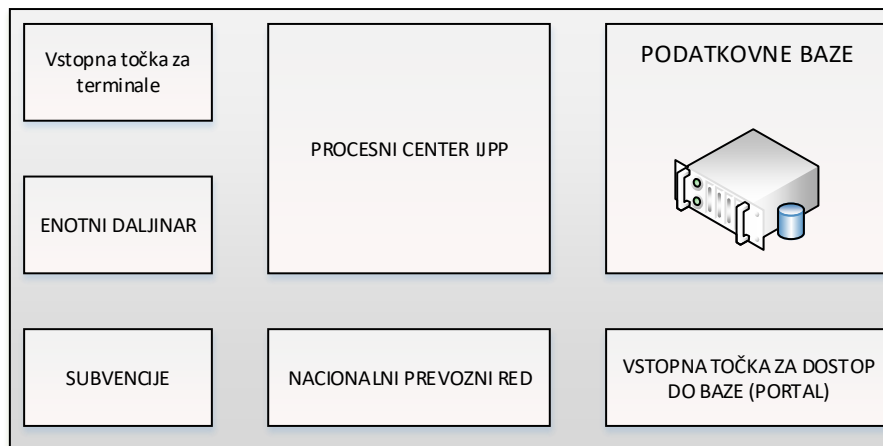 Vstopna točka za
terminale
PROCESNI CENTER IJPP
PODATKOVNE BAZE
ENOTNI DALJINAR
SUBVENCIJE
NACIONALNI PREVOZNI RED
VSTOPNA TOČKA ZA DOSTOP
DO BAZE (PORTAL)